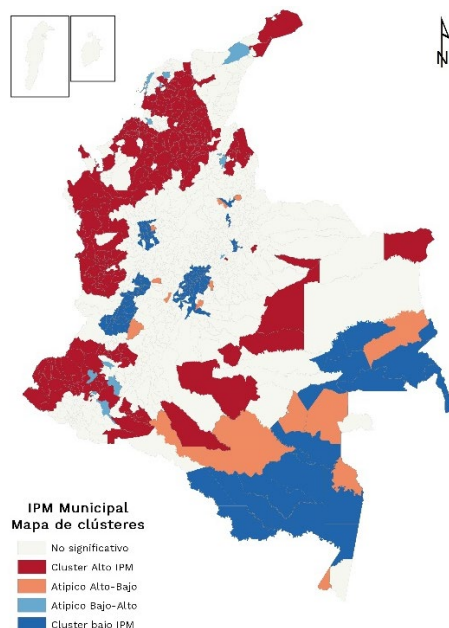 N
IPM Municipal
Mapa de clústeres
No significativo
Cluster Alto IPM
Atípico Alto-Bajo
Atípico Bajo-Alto
Cluster bajo IPM